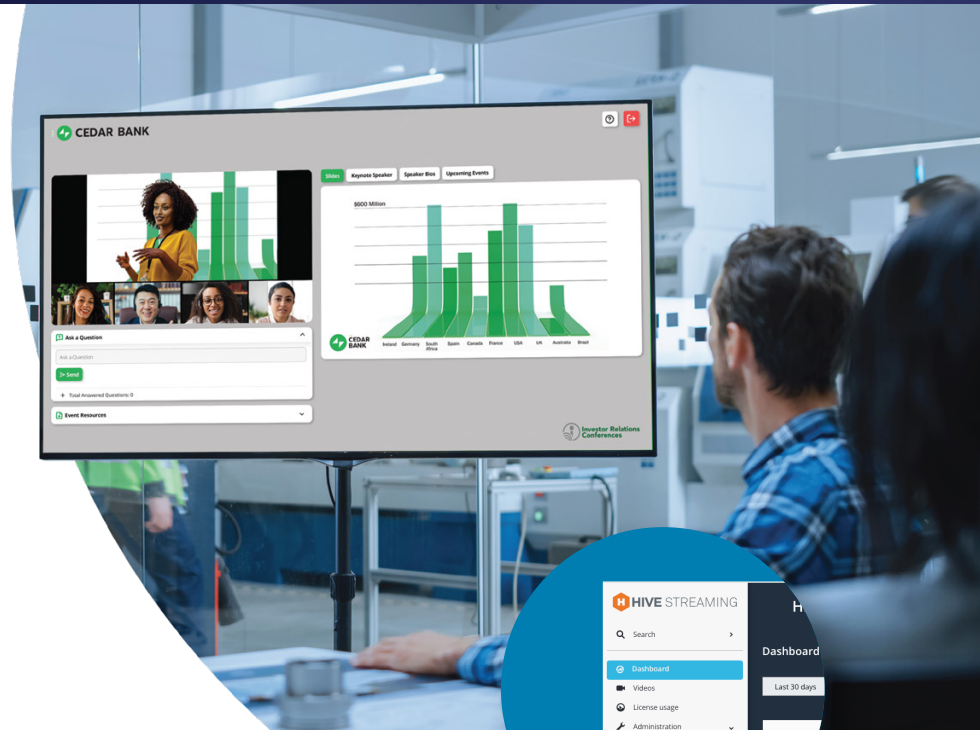 CEDAR BANK
Slides
Keynote Speaker
Speaker Bios
Upcoming Events
$600 Million
CEDAR
BANK
Ireland Germany South Africa Spain Canada France USA UK Australia Brazil
Ask a Question
Ask a Question
Send
+ Total Answered Questions: 0
Event Resources
Investor Relations
Conferences
HIVE STREAMING
Search
Dashboard
Videos
License usage
Administration
H
Dashboard
Last 30 days